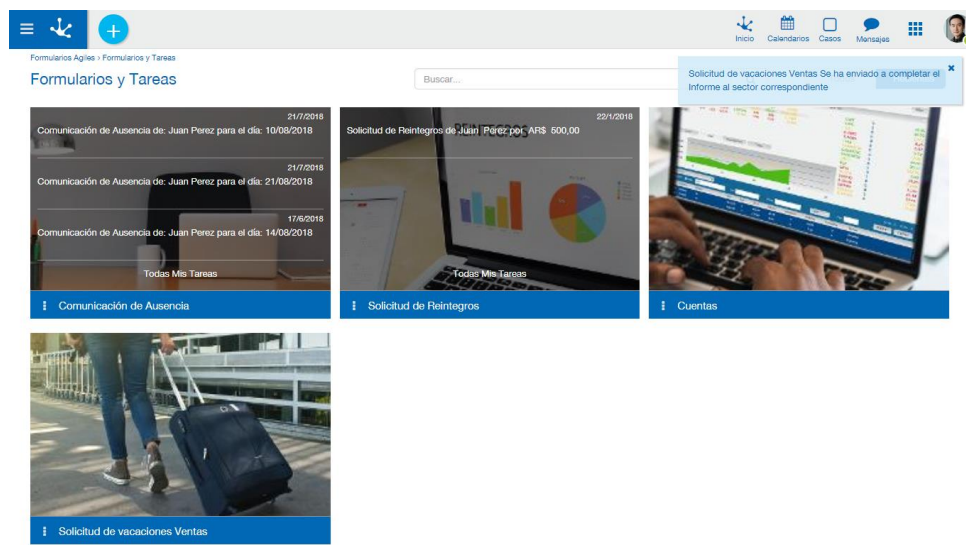 Inicio
Calendarios
Casos
Mensajes
Formularios Agiles › Formularios y Tareas
Formularios y Tareas
Buscar...
Solicitud de vacaciones Ventas Se ha enviado a completar el
Informe al sector correspondiente
21/7/2018
Comunicación de Ausencia de: Juan Perez para el día: 10/08/2018
21/7/2018
Comunicación de Ausencia de: Juan Perez para el día: 21/08/2018
17/6/2018
Comunicación de Ausencia de: Juan Perez para el día: 14/08/2018
Todas Mis Tareas
Comunicación de Ausencia
22/1/2018
Solicitud de Reintegros de Juan Perez por AR$ 500,00
REINTEGROS
Todas Mis Tareas
Solicitud de Reintegros
Cuentas
Solicitud de vacaciones Ventas